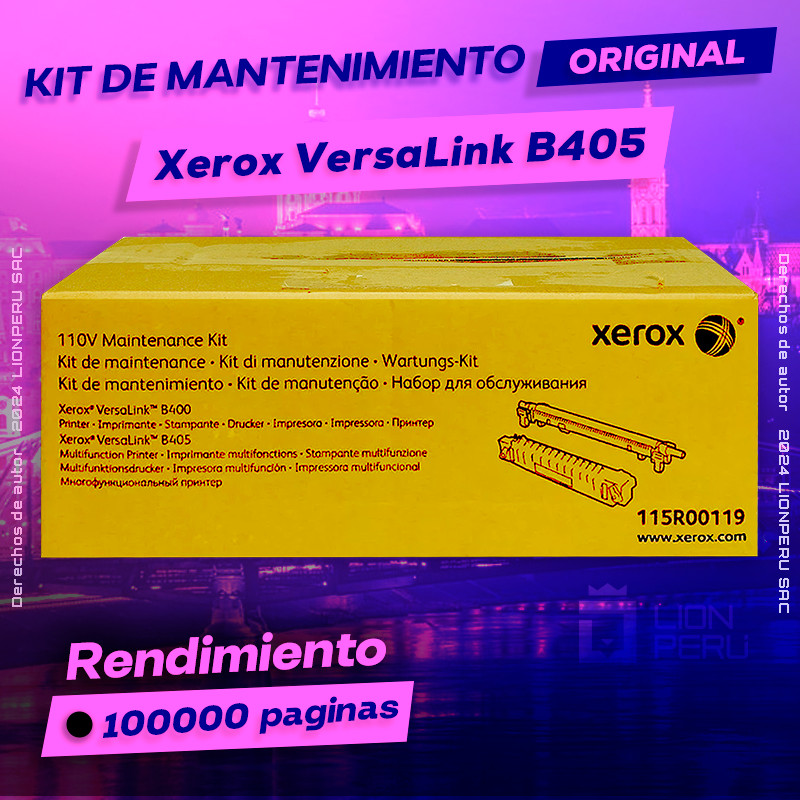 KIT DE MANTENIMIENTO ORIGINAL
Xerox VersaLink B405
xerox
110V Maintenance Kit
Kit de maintenance • Kit di manutenzione • Wartungs-Kit
Kit de mantenimiento • Kit de manutenção • Набор для обслуживания
Xerox® VersaLink™ B400
Printer • Imprimante • Stampante • Drucker • Impresora • Impressora • Принтер
Xerox® VersaLink™ B405
Multifunction Printer • Imprimante multifonctions • Stampante multifunzione
Multifunktionsdrucker • Impresora multifunción • Impressora multifuncional
Многофункциональный принтер
115R00119
www.xerox.com
Derechos de autor 2024 LIONPERU SAC
Derechos de autor 2024 LIONPERU SAC
LION
PERU
Rendimiento
100000 paginas